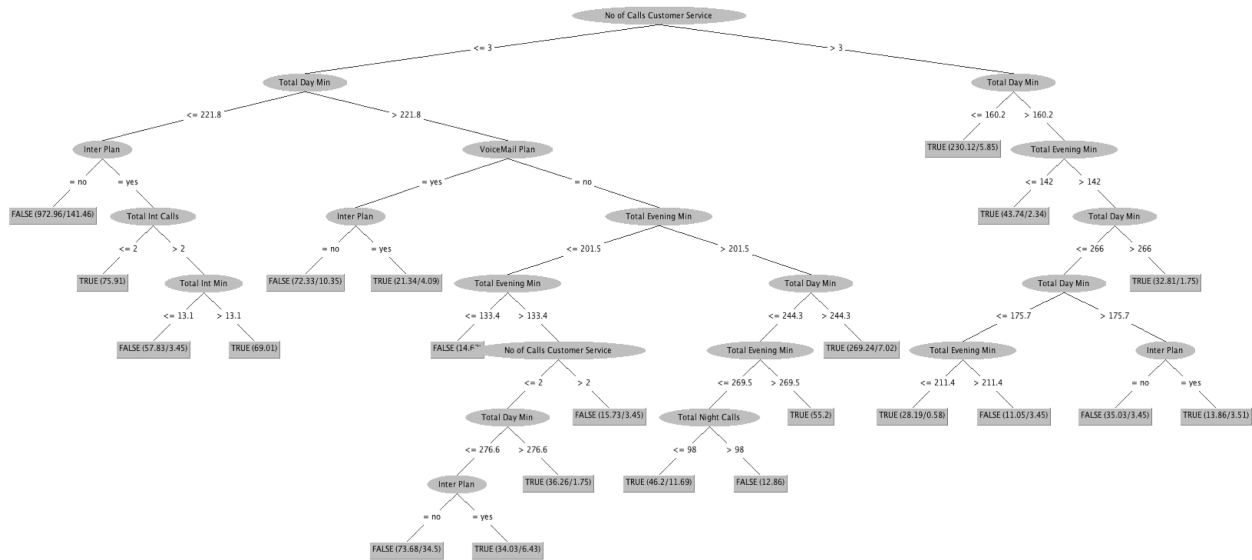 No of Calls Customer Service
<= 3 > 3
Total Day Min Total Day Min
<= 221.8 > 221.8 <= 160.2 > 160.2
Inter Plan VoiceMail Plan TRUE (230.12/5.85) Total Evening Min
= no = yes = yes = no <= 142 > 142
FALSE (972.96/141.46) Total Int Calls Inter Plan Total Evening Min TRUE (43.74/2.34) Total Day Min
<= 2 > 2 = no = yes <= 201.5 > 201.5 <= 266 > 266
TRUE (75.91) Total Int Min FALSE (72.33/10.35) TRUE (21.34/4.09) Total Evening Min Total Day Min Total Day Min TRUE (32.81/1.75)
<= 13.1 > 13.1 <= 133.4 > 133.4 <= 244.3 > 244.3 <= 175.7 > 175.7
FALSE (57.83/3.45) TRUE (69.01) FALSE No of Calls Customer Service Total Evening Min TRUE (269.24/7.02) Total Evening Min Inter Plan
<= 2 > 2 <= 269.5 > 269.5 <= 211.4 > 211.4 = no = yes
Total Day Min FALSE (15.73/3.45) Total Night Calls TRUE (55.2) TRUE (28.19/0.58) FALSE (11.05/3.45) FALSE (35.03/3.45) TRUE (13.86/3.51)
<= 276.6 > 276.6 <= 98 > 98
Inter Plan TRUE (36.26/1.75) TRUE (46.2/11.69) FALSE (12.86)
= no = yes
FALSE (73.68/34.5) TRUE (34.03/6.43)